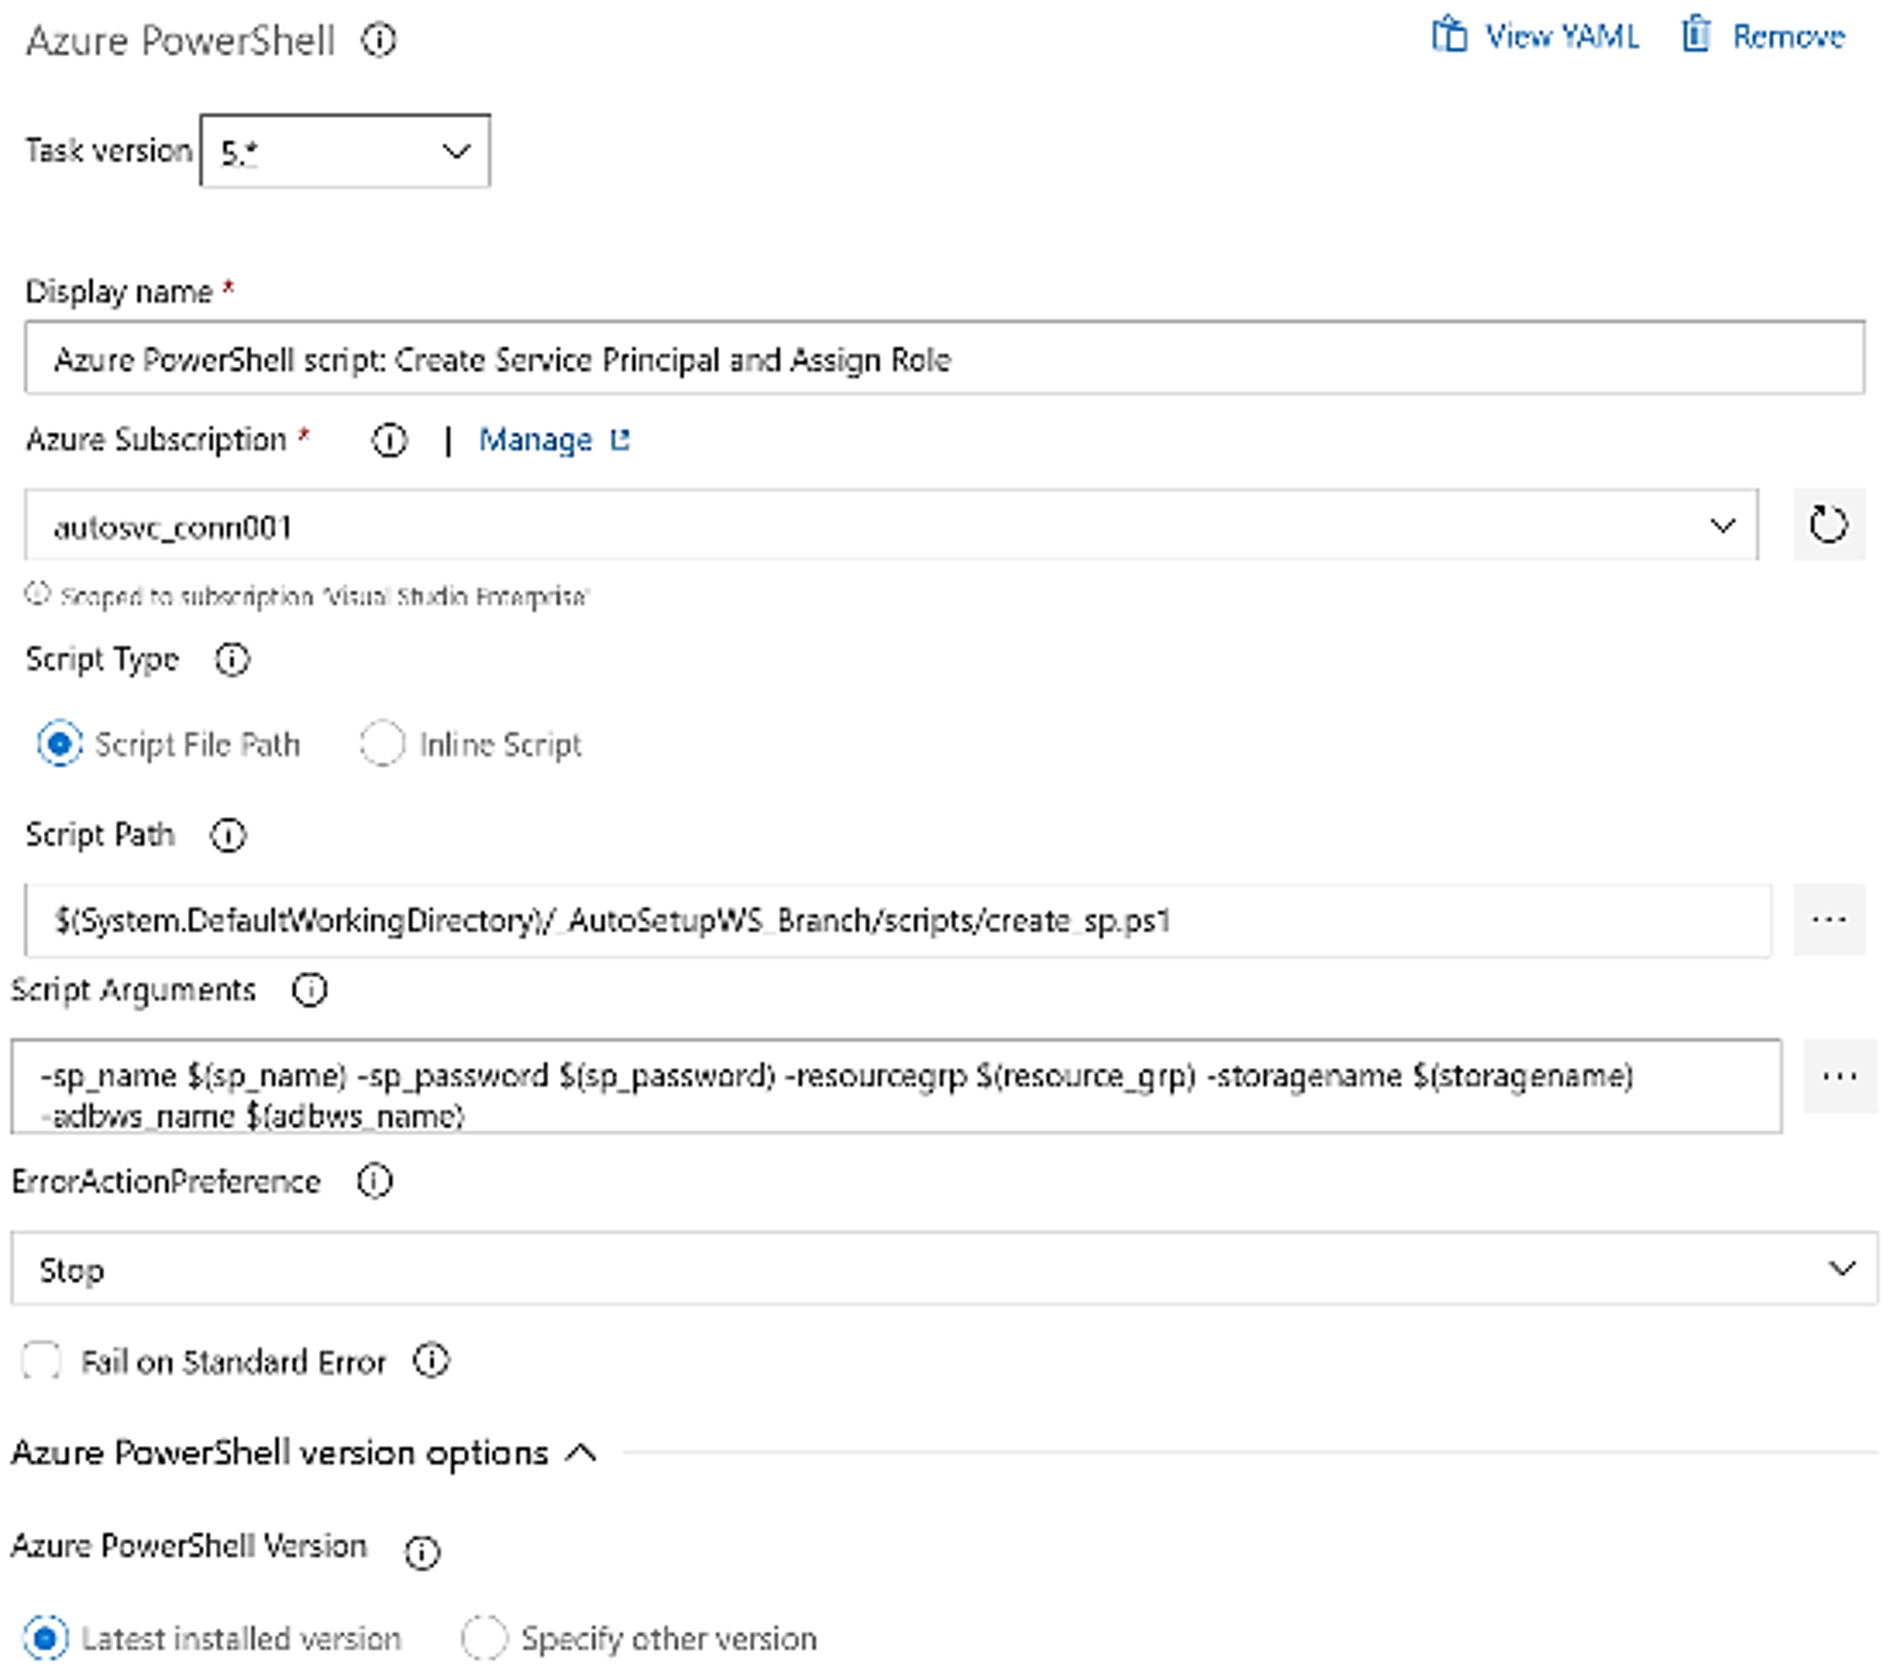 Azure PowerShell View YAML Remove
Task version 5.*
Display name *
Azure PowerShell script: Create Service Principal and Assign Role
Azure Subscription * | Manage
autosvc_conn001
Scoped to subscription 'Visual Studio Enterprise'
Script Type
Script File Path Inline Script
Script Path
$(System.DefaultWorkingDirectory)/_AutoSetupWS_Branch/scripts/create_sp.ps1
Script Arguments
-sp_name $(sp_name) -sp_password $(sp_password) -resourcegrp $(resource_grp) -storagename $(storagename)
-adbws_name $(adbws_name)
ErrorActionPreference
Stop
Fail on Standard Error
Azure PowerShell version options
Azure PowerShell Version
Latest installed version Specify other version